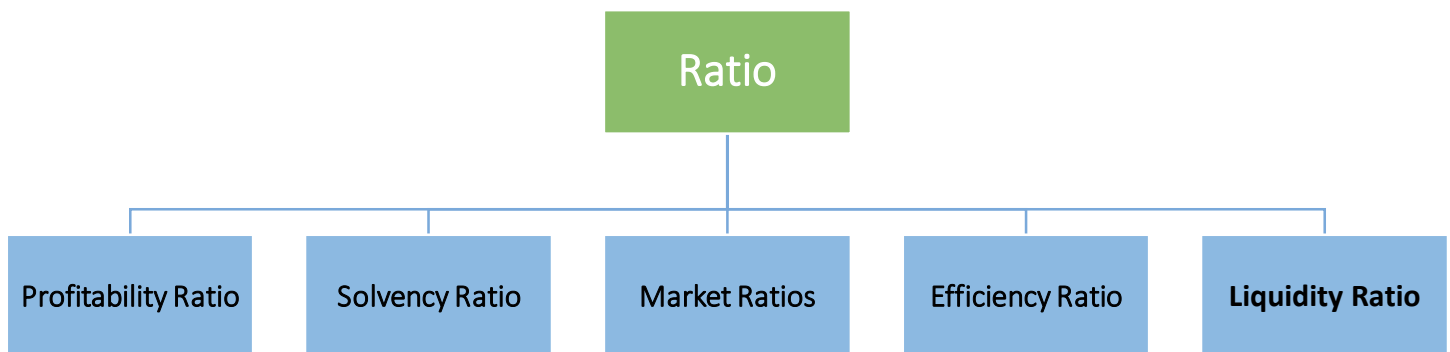 Ratio
Profitability Ratio
Solvency Ratio
Market Ratios
Efficiency Ratio
Liquidity Ratio